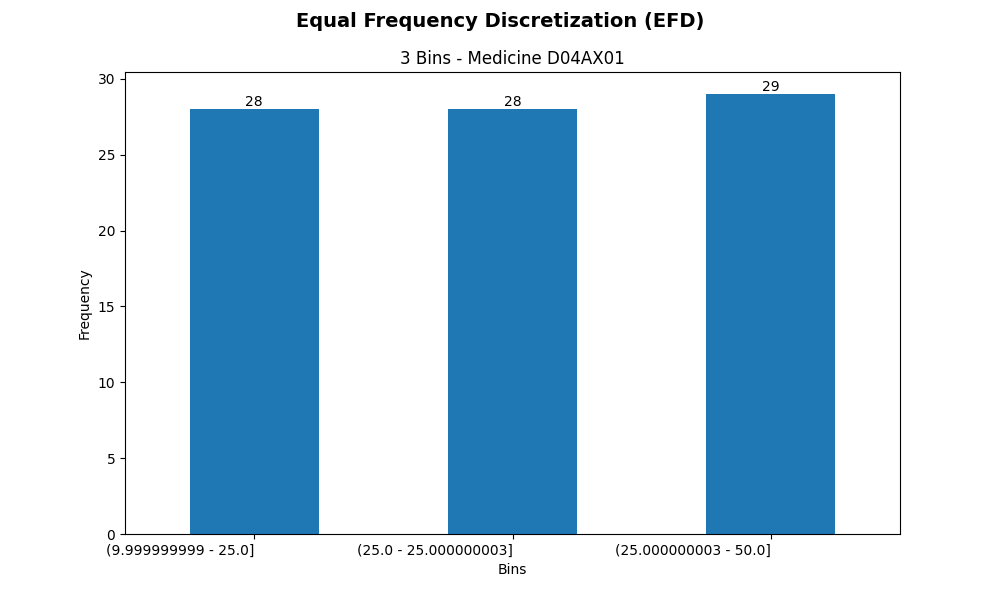 Equal Frequency Discretization (EFD)
3 Bins - Medicine D04AX01
30
25
20
15
10
5
0
Frequency
28
28
29
(9.999999999 - 25.0]
(25.0 - 25.000000003]
(25.000000003 - 50.0]
Bins